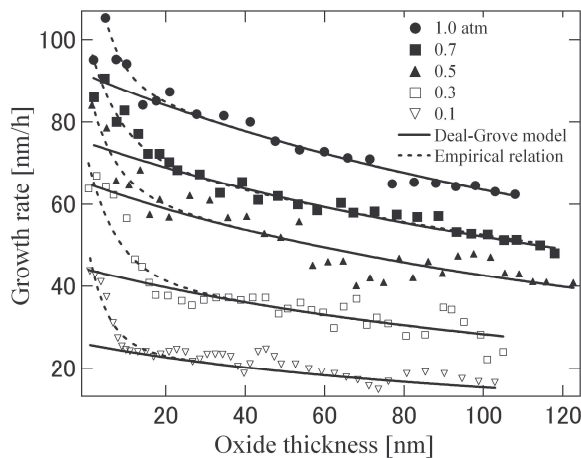 100
80
60
40
20
Growth rate [nm/h]
1.0 atm
0.7
0.5
0.3
0.1
Deal-Grove model
Empirical relation
20 40 60 80 100 120
Oxide thickness [nm]